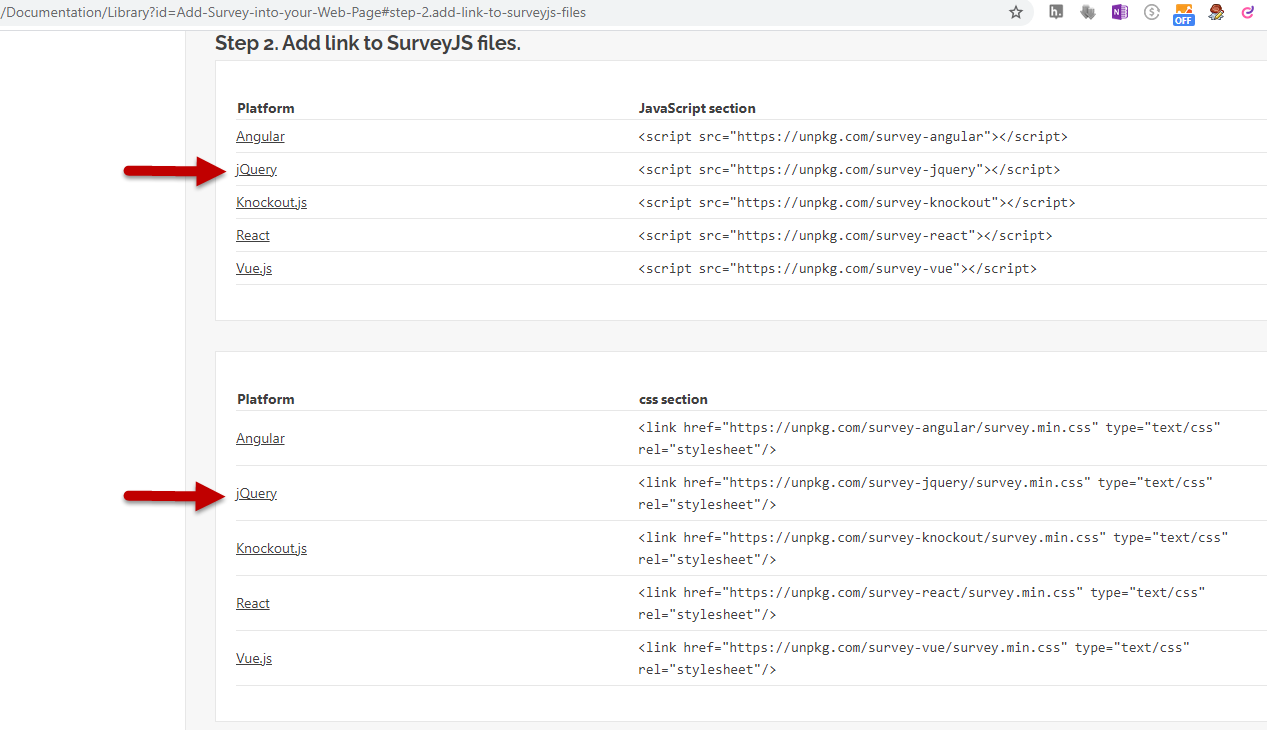 /Documentation/Library?id=Add-Survey-into-your-Web-Page#step-2.add-link-to-surveyjs-files
h.
N
$
OFF
Step 2. Add link to SurveyJS files.
Platform JavaScript section
Angular <script src="https://unpkg.com/survey-angular"></script>
jQuery <script src="https://unpkg.com/survey-jquery"></script>
Knockout.js <script src="https://unpkg.com/survey-knockout"></script>
React <script src="https://unpkg.com/survey-react"></script>
Vue.js <script src="https://unpkg.com/survey-vue"></script>
Platform css section
Angular <link href="https://unpkg.com/survey-angular/survey.min.css" type="text/css"
rel="stylesheet"/>
jQuery <link href="https://unpkg.com/survey-jquery/survey.min.css" type="text/css"
rel="stylesheet"/>
Knockout.js <link href="https://unpkg.com/survey-knockout/survey.min.css" type="text/css"
rel="stylesheet"/>
React <link href="https://unpkg.com/survey-react/survey.min.css" type="text/css"
rel="stylesheet"/>
Vue.js <link href="https://unpkg.com/survey-vue/survey.min.css" type="text/css"
rel="stylesheet"/>